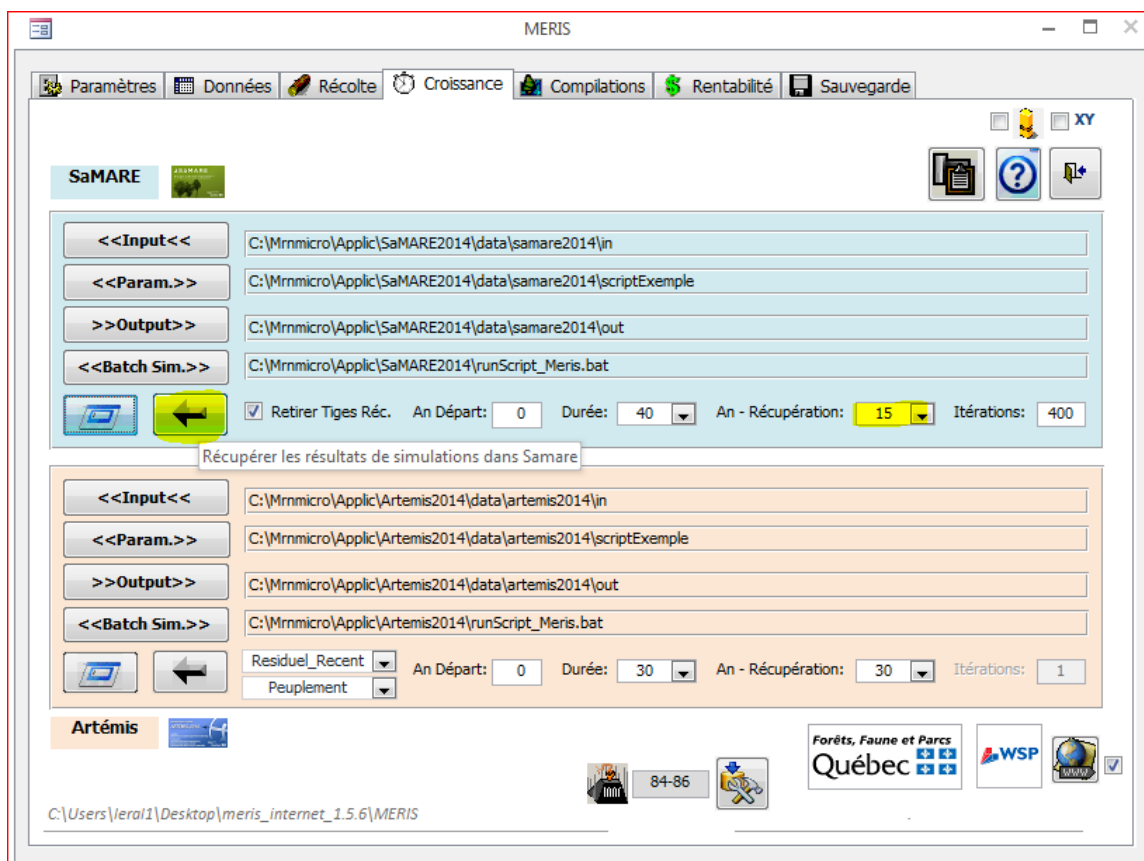 MERIS
Paramètres Données Récolte Croissance Compilations Rentabilité Sauvegarde
XY
SaMARE
<<Input<< C:\Mrnmicro\Applic\SaMARE2014\data\samare2014\in
<<Param.>> C:\Mrnmicro\Applic\SaMARE2014\data\samare2014\scriptExemple
>>Output>> C:\Mrnmicro\Applic\SaMARE2014\data\samare2014\out
<<Batch Sim.>> C:\Mrnmicro\Applic\SaMARE2014\runScript_Meris.bat
Retirer Tiges Réc. An Départ: 0 Durée: 40 An - Récupération: 15 Itérations: 400
Récupérer les résultats de simulations dans Samare
<<Input<< C:\Mrnmicro\Applic\Artemis2014\data\artemis2014\in
<<Param.>> C:\Mrnmicro\Applic\Artemis2014\data\artemis2014\scriptExemple
>>Output>> C:\Mrnmicro\Applic\Artemis2014\data\artemis2014\out
<<Batch Sim.>> C:\Mrnmicro\Applic\Artemis2014\runScript_Meris.bat
Residuel_Recent An Départ: 0 Durée: 30 An - Récupération: 30 Itérations: 1
Peuplement
Artémis
Forêts, Faune et Parcs
Québec
WSP
WWW
84-86
C:\Users\leral1\Desktop\meris_internet_1.5.6\MERIS